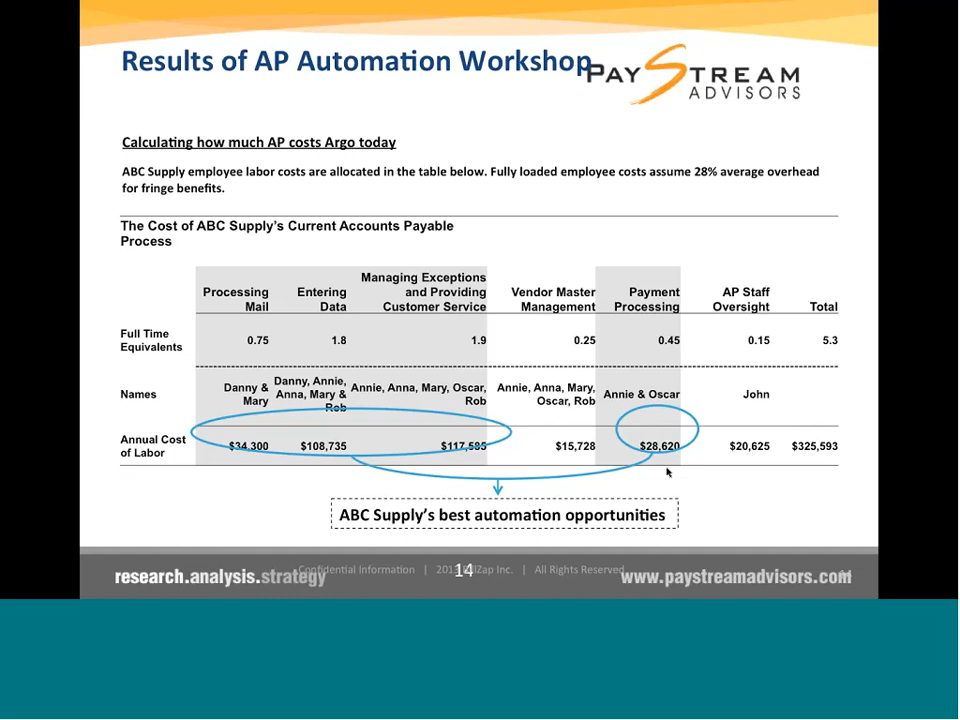 Results of AP Automation Workshop
PAYSTREAM
ADVISORS
Calculating how much AP costs Argo today
ABC Supply employee labor costs are allocated in the table below. Fully loaded employee costs assume 28% average overhead
for fringe benefits.
The Cost of ABC Supply's Current Accounts Payable
Process
Managing Exceptions
Processing Entering and Providing Vendor Master Payment AP Staff
Mail Data Customer Service Management Processing Oversight Total
Full Time
Equivalents 0.75 1.8 1.9 0.25 0.45 0.15 5.3
Danny, Annie,
Names Danny & Mary Anna, Mary & Rob Annie, Anna, Mary, Oscar, Rob Annie, Anna, Mary, Oscar, Rob Annie & Oscar John
Annual Cost
of Labor $34,300 $108,735 $117,585 $15,728 $28,620 $20,625 $325,593
ABC Supply's best automation opportunities
research.analysis.strategy
Confidential Information | 2013 Inc. | All Rights Reserved
14
www.paystreamadvisors.com